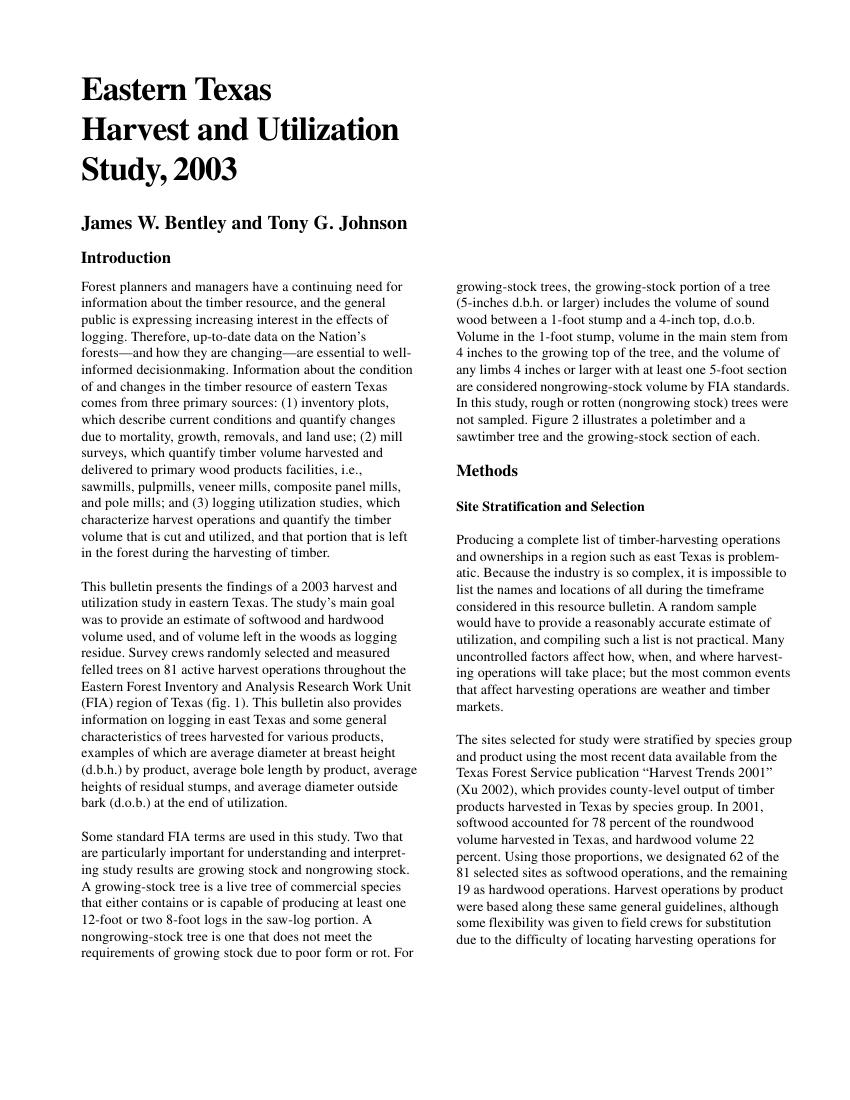 Eastern Texas
Harvest and Utilization
Study, 2003
James W. Bentley and Tony G. Johnson
Introduction
Forest planners and managers have a continuing need for
information about the timber resource, and the general
public is expressing increasing interest in the effects of
logging. Therefore, up-to-date data on the Nation’s
forests—and how they are changing—are essential to well-
informed decisionmaking. Information about the condition
of and changes in the timber resource of eastern Texas
comes from three primary sources: (1) inventory plots,
which describe current conditions and quantify changes
due to mortality, growth, removals, and land use; (2) mill
surveys, which quantify timber volume harvested and
delivered to primary wood products facilities, i.e.,
sawmills, pulpmills, veneer mills, composite panel mills,
and pole mills; and (3) logging utilization studies, which
characterize harvest operations and quantify the timber
volume that is cut and utilized, and that portion that is left
in the forest during the harvesting of timber.
This bulletin presents the findings of a 2003 harvest and
utilization study in eastern Texas. The study’s main goal
was to provide an estimate of softwood and hardwood
volume used, and of volume left in the woods as logging
residue. Survey crews randomly selected and measured
felled trees on 81 active harvest operations throughout the
Eastern Forest Inventory and Analysis Research Work Unit
(FIA) region of Texas (fig. 1). This bulletin also provides
information on logging in east Texas and some general
characteristics of trees harvested for various products,
examples of which are average diameter at breast height
(d.b.h.) by product, average bole length by product, average
heights of residual stumps, and average diameter outside
bark (d.o.b.) at the end of utilization.
Some standard FIA terms are used in this study. Two that
are particularly important for understanding and interpret-
ing study results are growing stock and nongrowing stock.
A growing-stock tree is a live tree of commercial species
that either contains or is capable of producing at least one
12-foot or two 8-foot logs in the saw-log portion. A
nongrowing-stock tree is one that does not meet the
requirements of growing stock due to poor form or rot. For
growing-stock trees, the growing-stock portion of a tree
(5-inches d.b.h. or larger) includes the volume of sound
wood between a 1-foot stump and a 4-inch top, d.o.b.
Volume in the 1-foot stump, volume in the main stem from
4 inches to the growing top of the tree, and the volume of
any limbs 4 inches or larger with at least one 5-foot section
are considered nongrowing-stock volume by FIA standards.
In this study, rough or rotten (nongrowing stock) trees were
not sampled. Figure 2 illustrates a poletimber and a
sawtimber tree and the growing-stock section of each.
Methods
Site Stratification and Selection
Producing a complete list of timber-harvesting operations
and ownerships in a region such as east Texas is problem-
atic. Because the industry is so complex, it is impossible to
list the names and locations of all during the timeframe
considered in this resource bulletin. A random sample
would have to provide a reasonably accurate estimate of
utilization, and compiling such a list is not practical. Many
uncontrolled factors affect how, when, and where harvest-
ing operations will take place; but the most common events
that affect harvesting operations are weather and timber
markets.
The sites selected for study were stratified by species group
and product using the most recent data available from the
Texas Forest Service publication “Harvest Trends 2001”
(Xu 2002), which provides county-level output of timber
products harvested in Texas by species group. In 2001,
softwood accounted for 78 percent of the roundwood
volume harvested in Texas, and hardwood volume 22
percent. Using those proportions, we designated 62 of the
81 selected sites as softwood operations, and the remaining
19 as hardwood operations. Harvest operations by product
were based along these same general guidelines, although
some flexibility was given to field crews for substitution
due to the difficulty of locating harvesting operations for